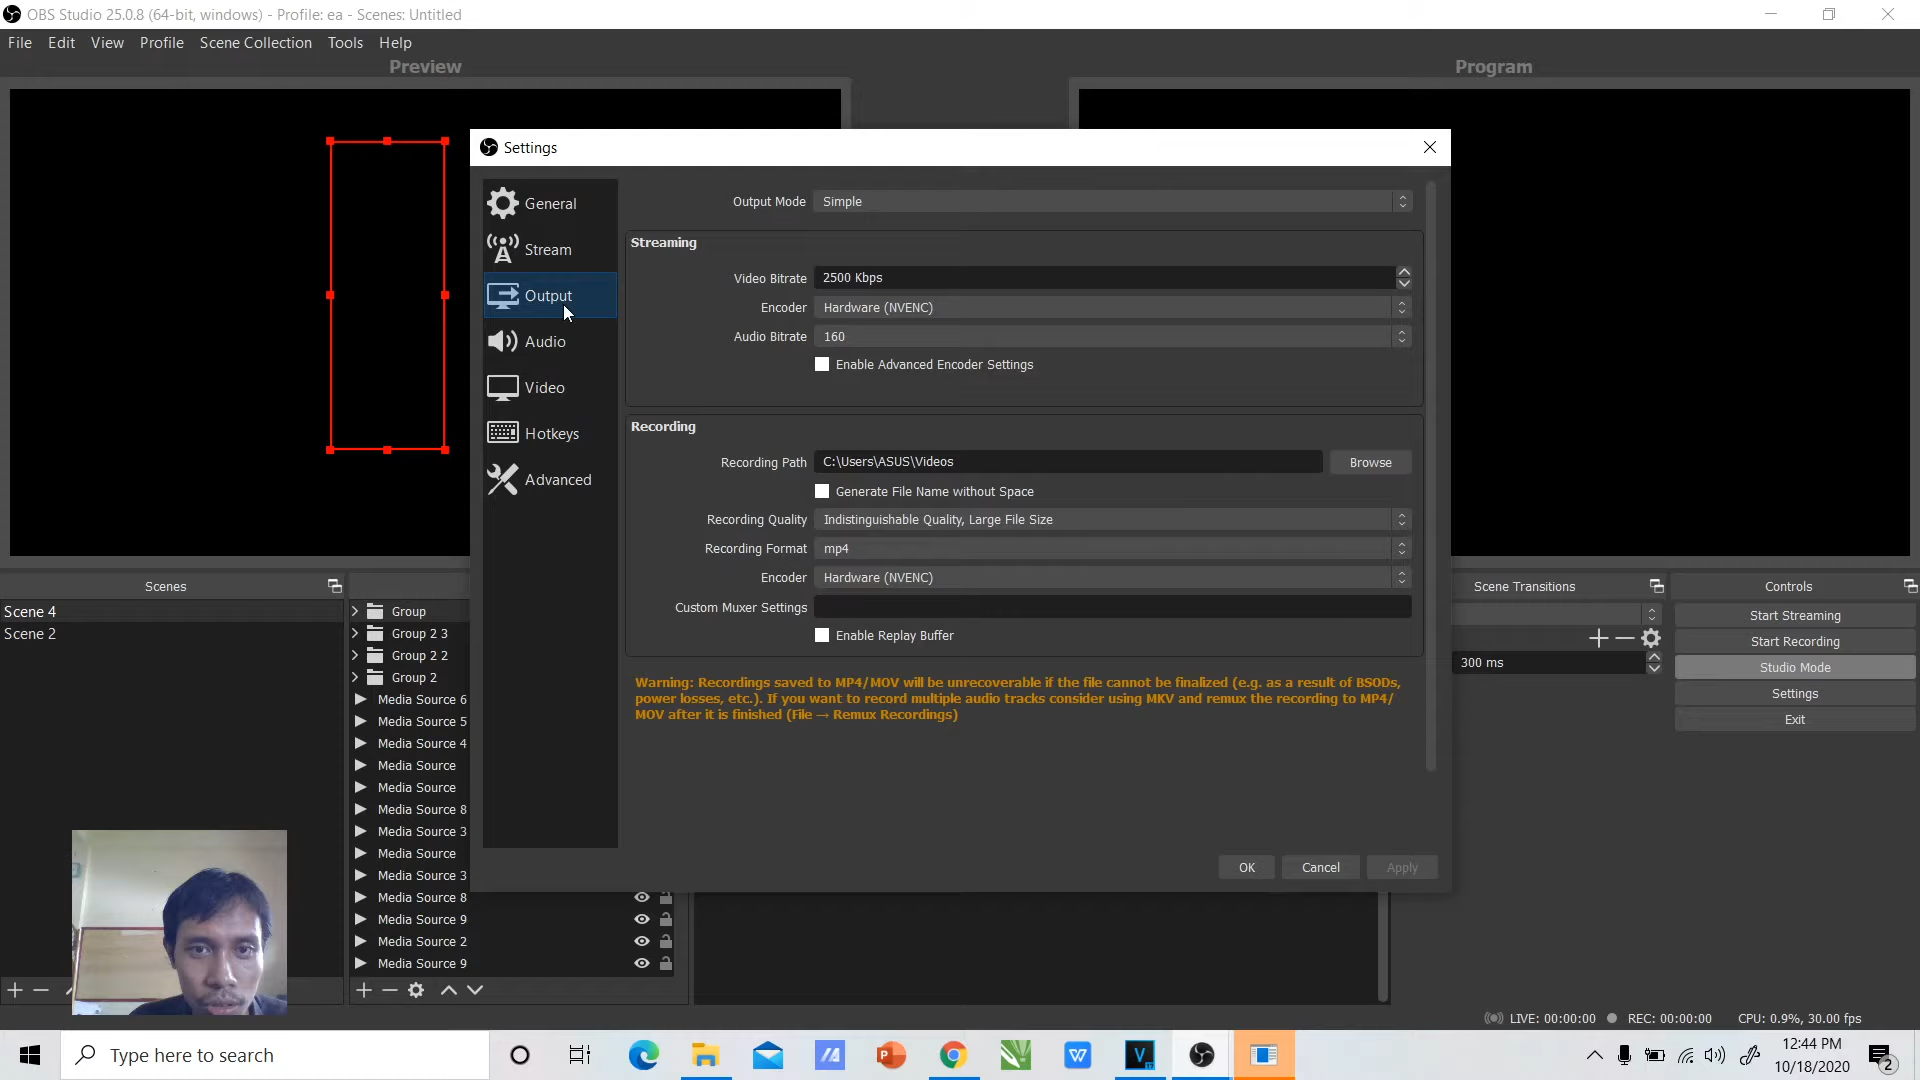 OBS Studio 25.0.8 (64-bit, windows) - Profile: ea - Scenes: Untitled
File Edit View Profile Scene Collection Tools Help
Preview
Program
Settings
General
Stream
Output
Audio
Video
Hotkeys
Advanced
Output Mode Simple
Streaming
Video Bitrate 2500 Kbps
Encoder Hardware (NVENC)
Audio Bitrate 160
Enable Advanced Encoder Settings
Recording
Recording Path C:\Users\ASUS\Videos Browse
Generate File Name without Space
Recording Quality Indistinguishable Quality, Large File Size
Recording Format mp4
Encoder Hardware (NVENC)
Custom Muxer Settings
Enable Replay Buffer
Warning: Recordings saved to MP4/MOV will be unrecoverable if the file cannot be finalized (e.g. as a result of BSODs,
power losses, etc.). If you want to record multiple audio tracks consider using MKV and remux the recording to MP4/
MOV after it is finished (File → Remux Recordings)
OK Cancel Apply
Scenes
Scene 4
Scene 2
Group
Group 2 3
Group 2 2
Group 2
Media Source 6
Media Source 5
Media Source 4
Media Source
Media Source
Media Source 8
Media Source 3
Media Source
Media Source 3
Media Source 8
Media Source 9
Media Source 2
Media Source 9
Scene Transitions
300 ms
Controls
Start Streaming
Start Recording
Studio Mode
Settings
Exit
LIVE: 00:00:00 REC: 00:00:00 CPU: 0.9%, 30.00 fps
Type here to search
12:44 PM
10/18/2020
2